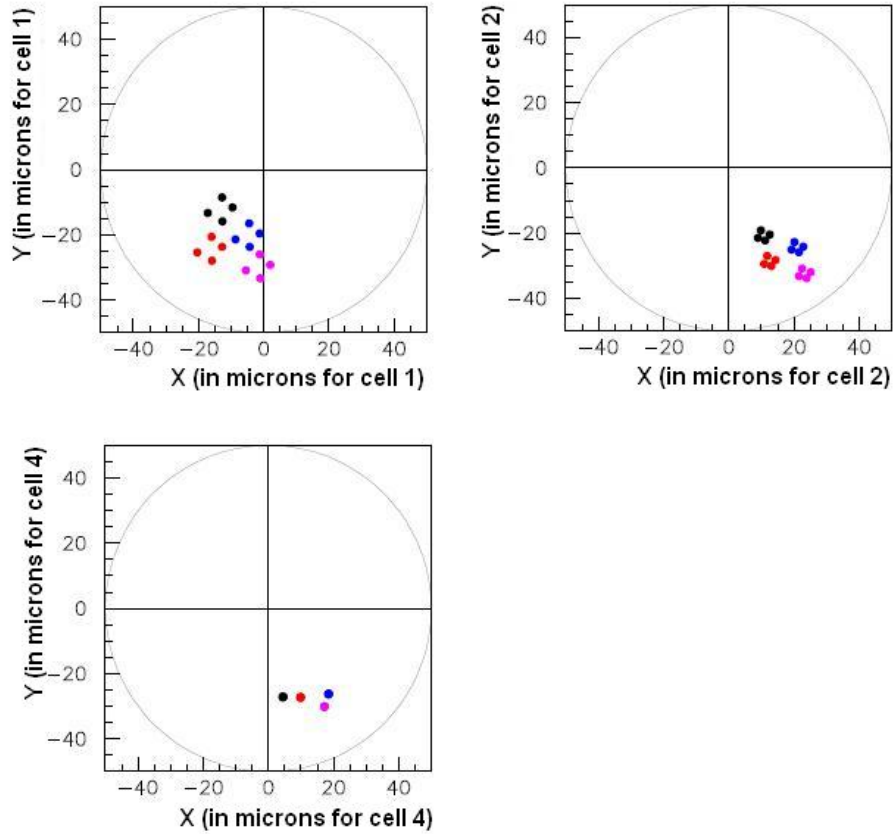 Y (in microns for cell 1)
40
20
0
−20
−40
−40 −20 0 20 40
X (in microns for cell 1)
Y (in microns for cell 2)
40
20
0
−20
−40
−40 −20 0 20 40
X (in microns for cell 2)
Y (in microns for cell 4)
40
20
0
−20
−40
−40 −20 0 20 40
X (in microns for cell 4)